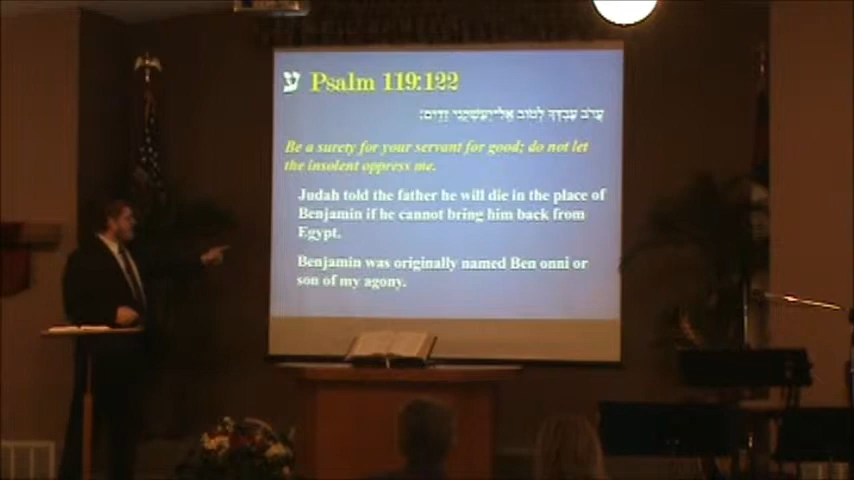 ע Psalm 119:122
עֲרֹב עַבְדְּךָ לְטוֹב אַל־יַעַשְׁקֻנִי זֵדִים׃
Be a surety for your servant for good; do not let
the insolent oppress me.
Judah told the father he will die in the place of
Benjamin if he cannot bring him back from
Egypt.
Benjamin was originally named Ben onni or
son of my agony.